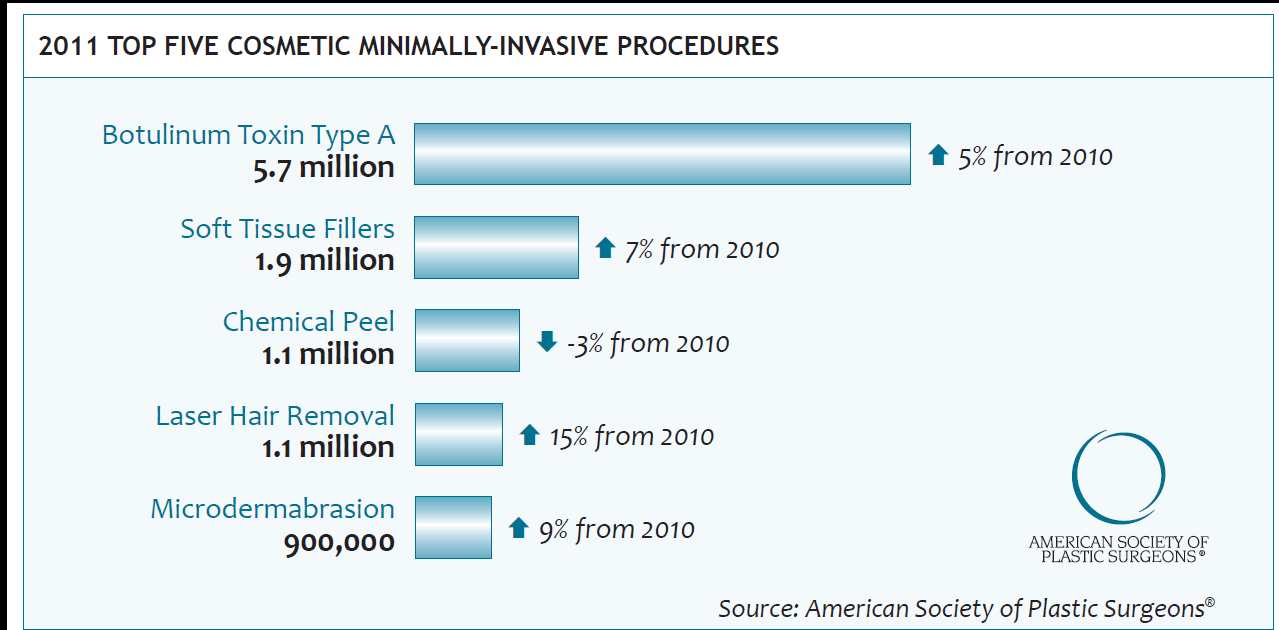 2011 TOP FIVE COSMETIC MINIMALLY-INVASIVE PROCEDURES
Botulinum Toxin Type A
5.7 million
5% from 2010
Soft Tissue Fillers
1.9 million
7% from 2010
Chemical Peel
1.1 million
-3% from 2010
Laser Hair Removal
1.1 million
15% from 2010
Microdermabrasion
900,000
9% from 2010
AMERICAN SOCIETY OF
PLASTIC SURGEONS®
Source: American Society of Plastic Surgeons®